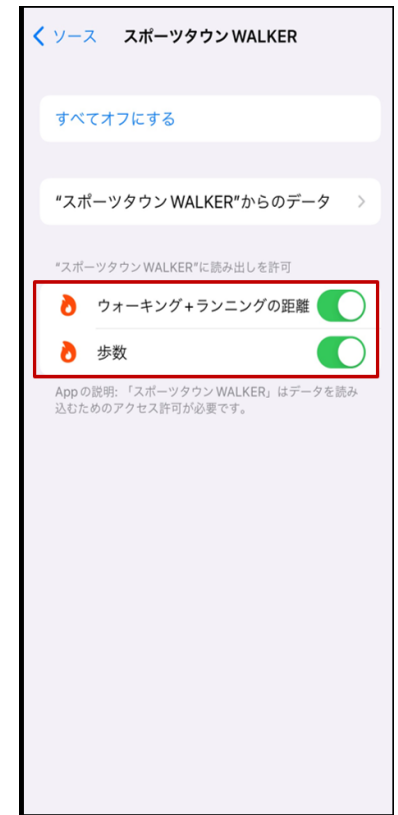 ソース
スポーツタウン WALKER
すべてオフにする
“スポーツタウン WALKER”からのデータ
“スポーツタウン WALKER”に読み出しを許可
ウォーキング+ランニングの距離
歩数
Appの説明: 「スポーツタウン WALKER」はデータを読み
込むためのアクセス許可が必要です。